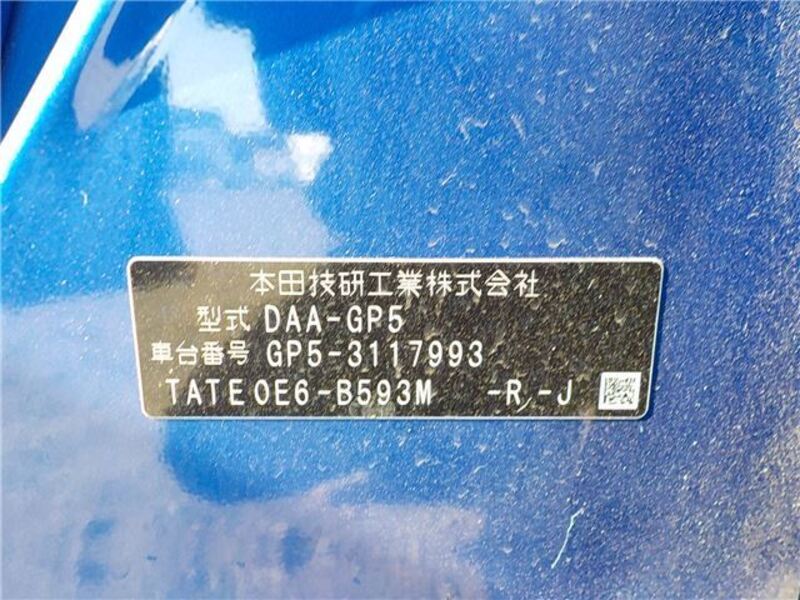 本田技研工業株式会社
型式 DAA-GP5
車台番号 GP5-3117993
TATE0E6-B593M -R -J